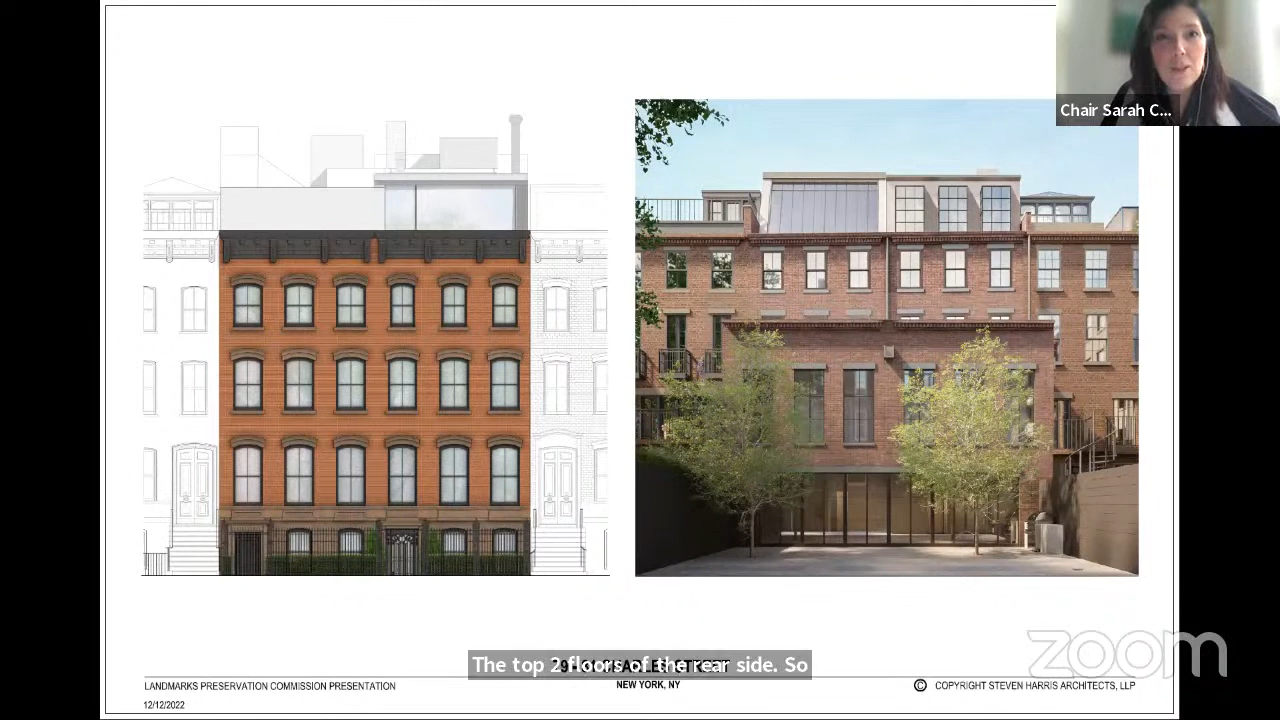 Chair Sarah C...
The top 2 floors of the rear side. So
STREET
LANDMARKS PRESERVATION COMMISSION PRESENTATION
NEW YORK, NY
© COPYRIGHT STEVEN HARRIS ARCHITECTS, LLP
12/12/2022
zoom